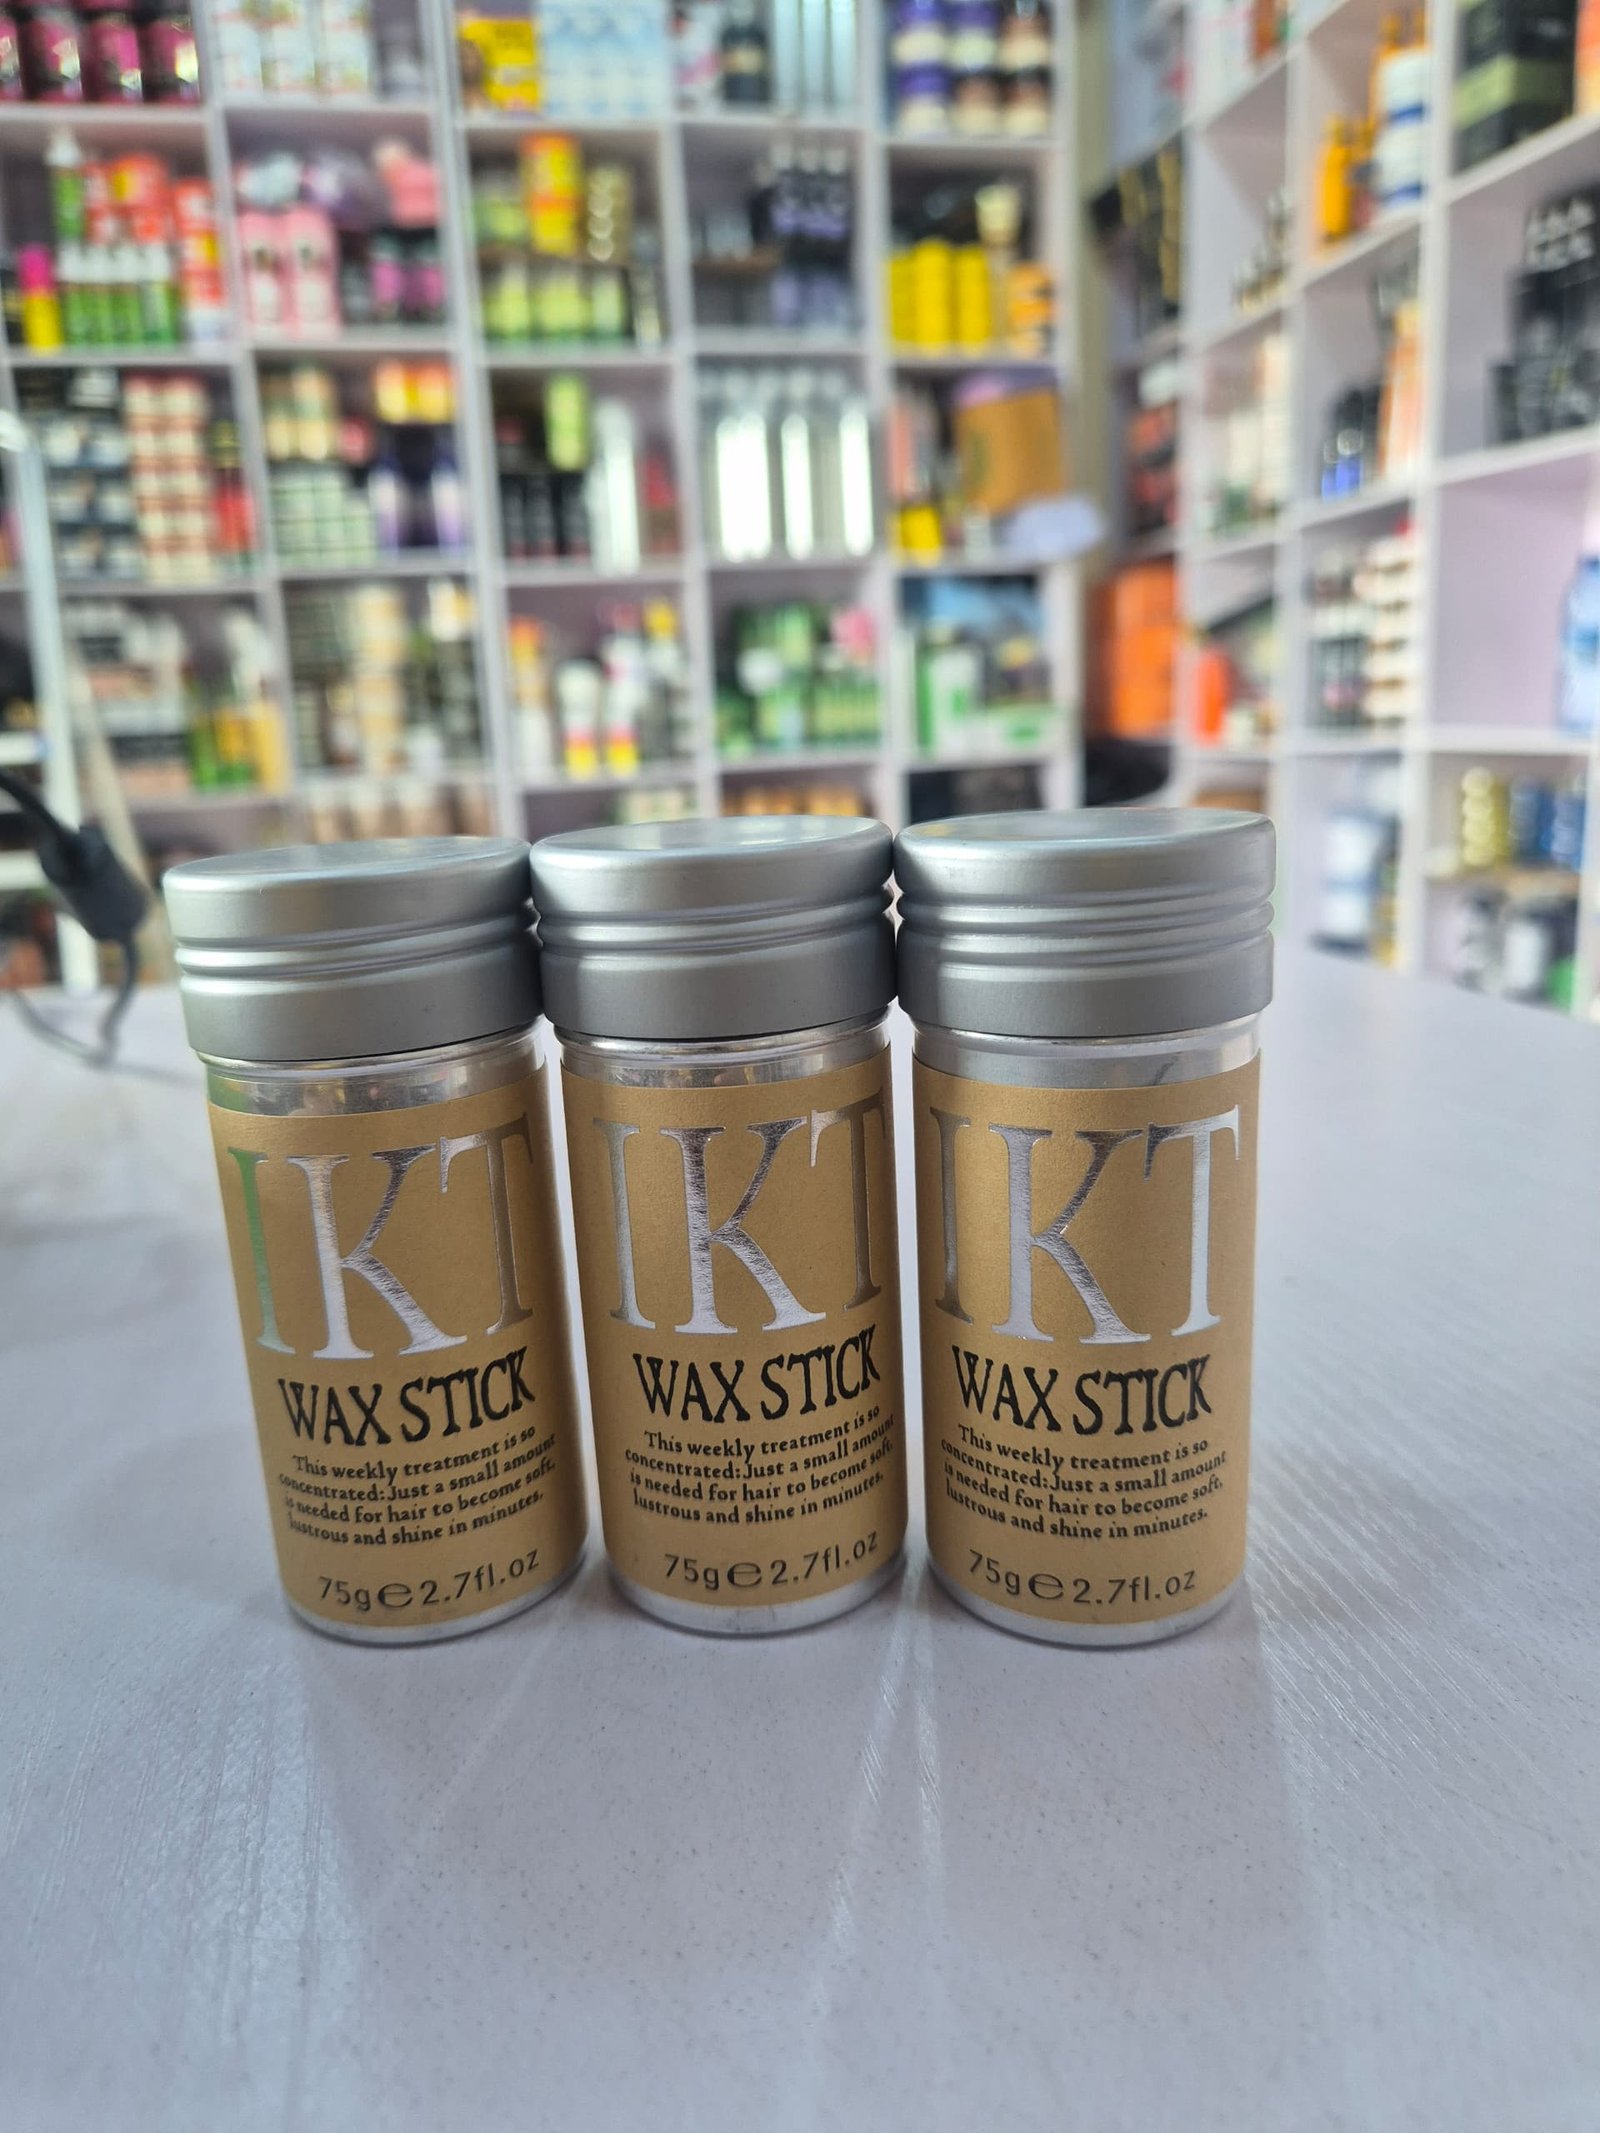 IKT
WAX STICK
This weekly treatment is so
concentrated:Just a small amount
is needed for hair to become soft,
lustrous and shine in minutes.
75g℮2.7fl.oz
IKT
WAX STICK
This weekly treatment is so
concentrated:Just a small amount
is needed for hair to become soft,
lustrous and shine in minutes.
75g℮2.7fl.oz
IKT
WAX STICK
This weekly treatment is so
concentrated:Just a small amount
is needed for hair to become soft,
lustrous and shine in minutes.
75g℮2.7fl.oz